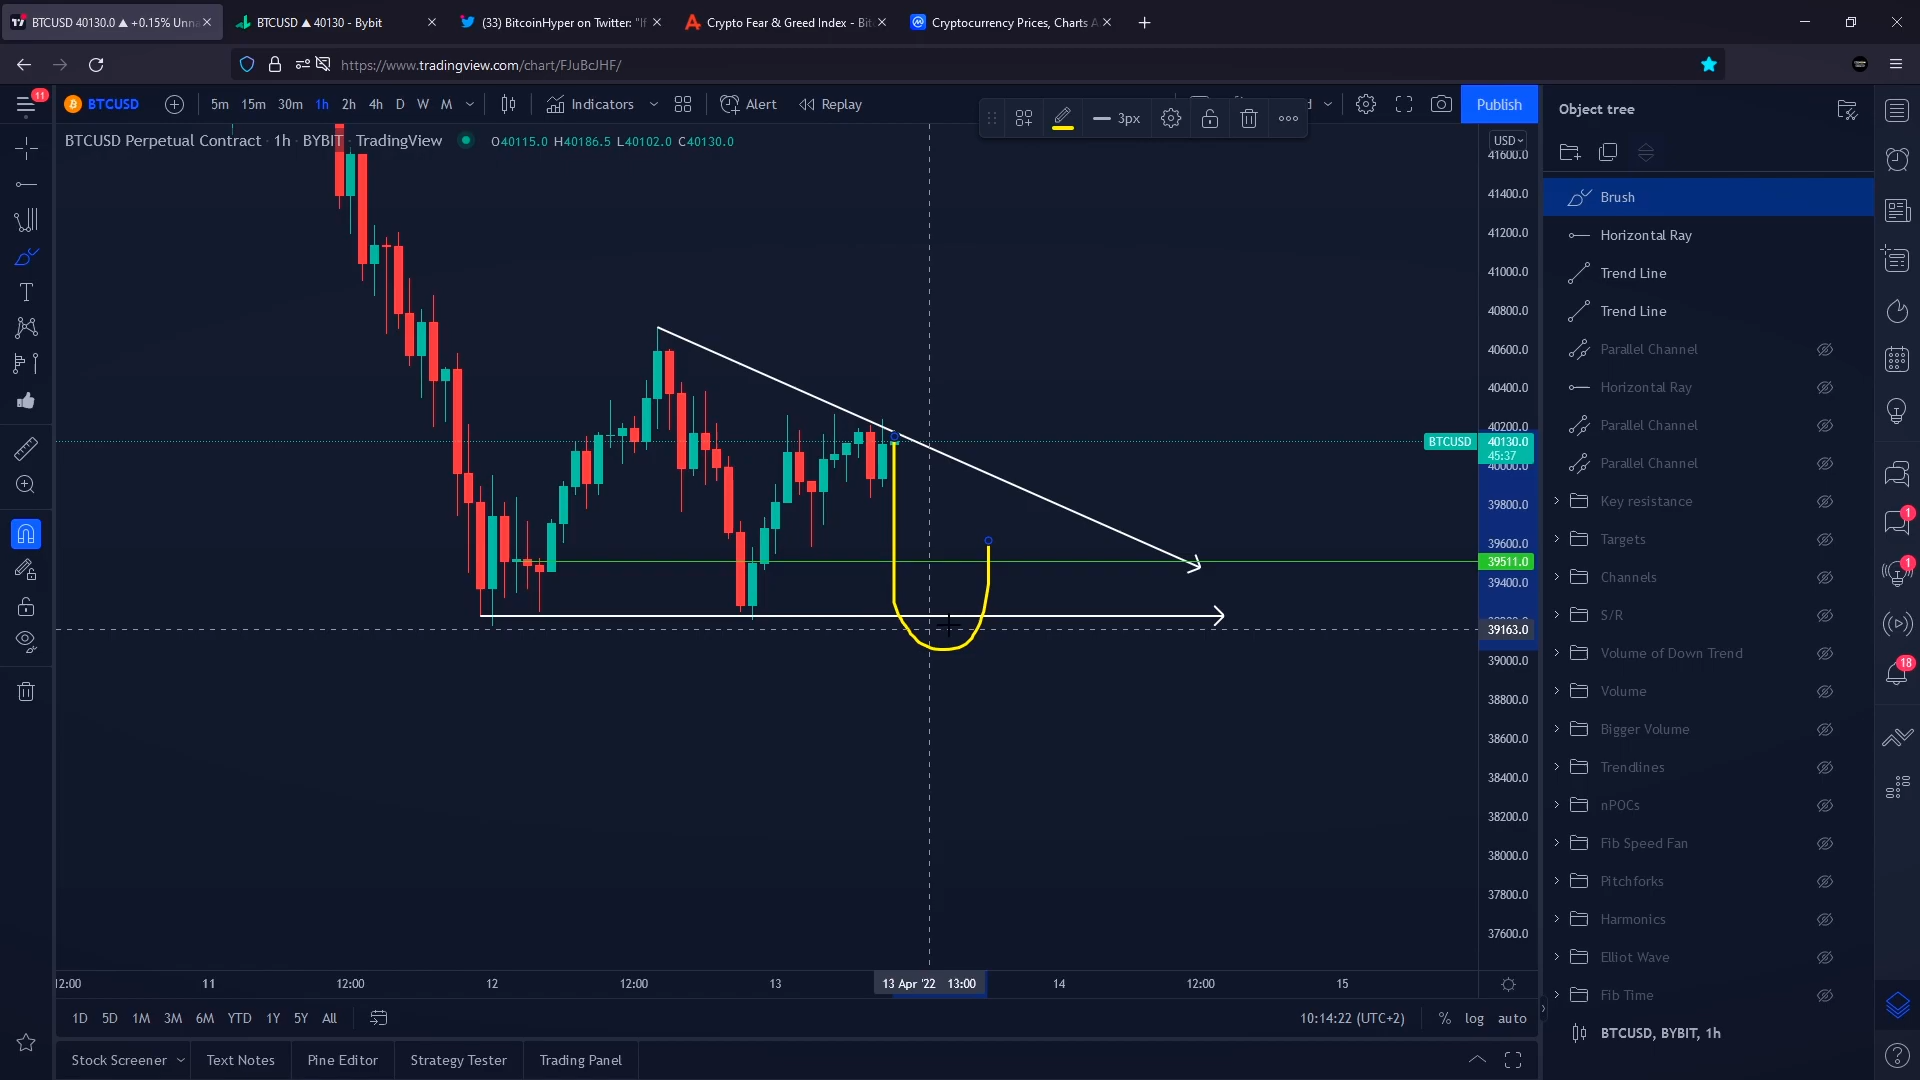 BTCUSD 40130.0 ▲ +0.15% Unna
BTCUSD ▲ 40130 - Bybit
(33) BitcoinHyper on Twitter: "If
Crypto Fear & Greed Index - Bit
Cryptocurrency Prices, Charts A
https://www.tradingview.com/chart/FJuBcJHF/
11
BTCUSD
5m 15m 30m 1h 2h 4h D W M
Indicators
Alert
Replay
3px
Publish
Object tree
BTCUSD Perpetual Contract · 1h · BYBIT · TradingView
O40115.0 H40186.5 L40102.0 C40130.0
USD
41600.0
41400.0
41200.0
41000.0
40800.0
40600.0
40400.0
40200.0
BTCUSD 40130.0
45:37
40000.0
39800.0
39600.0
39511.0
39400.0
39163.0
39000.0
38800.0
38600.0
38400.0
38200.0
38000.0
37800.0
37600.0
Brush
Horizontal Ray
Trend Line
Trend Line
Parallel Channel
Horizontal Ray
Parallel Channel
Parallel Channel
Key resistance
Targets
Channels
S/R
Volume of Down Trend
Volume
Bigger Volume
Trendlines
nPOCs
Fib Speed Fan
Pitchforks
Harmonics
Elliot Wave
Fib Time
BTCUSD, BYBIT, 1h
1
1
18
12:00 11 12:00 12 12:00 13 13 Apr '22 13:00 14 12:00 15
1D 5D 1M 3M 6M YTD 1Y 5Y All
10:14:22 (UTC+2)
% log auto
Stock Screener
Text Notes
Pine Editor
Strategy Tester
Trading Panel